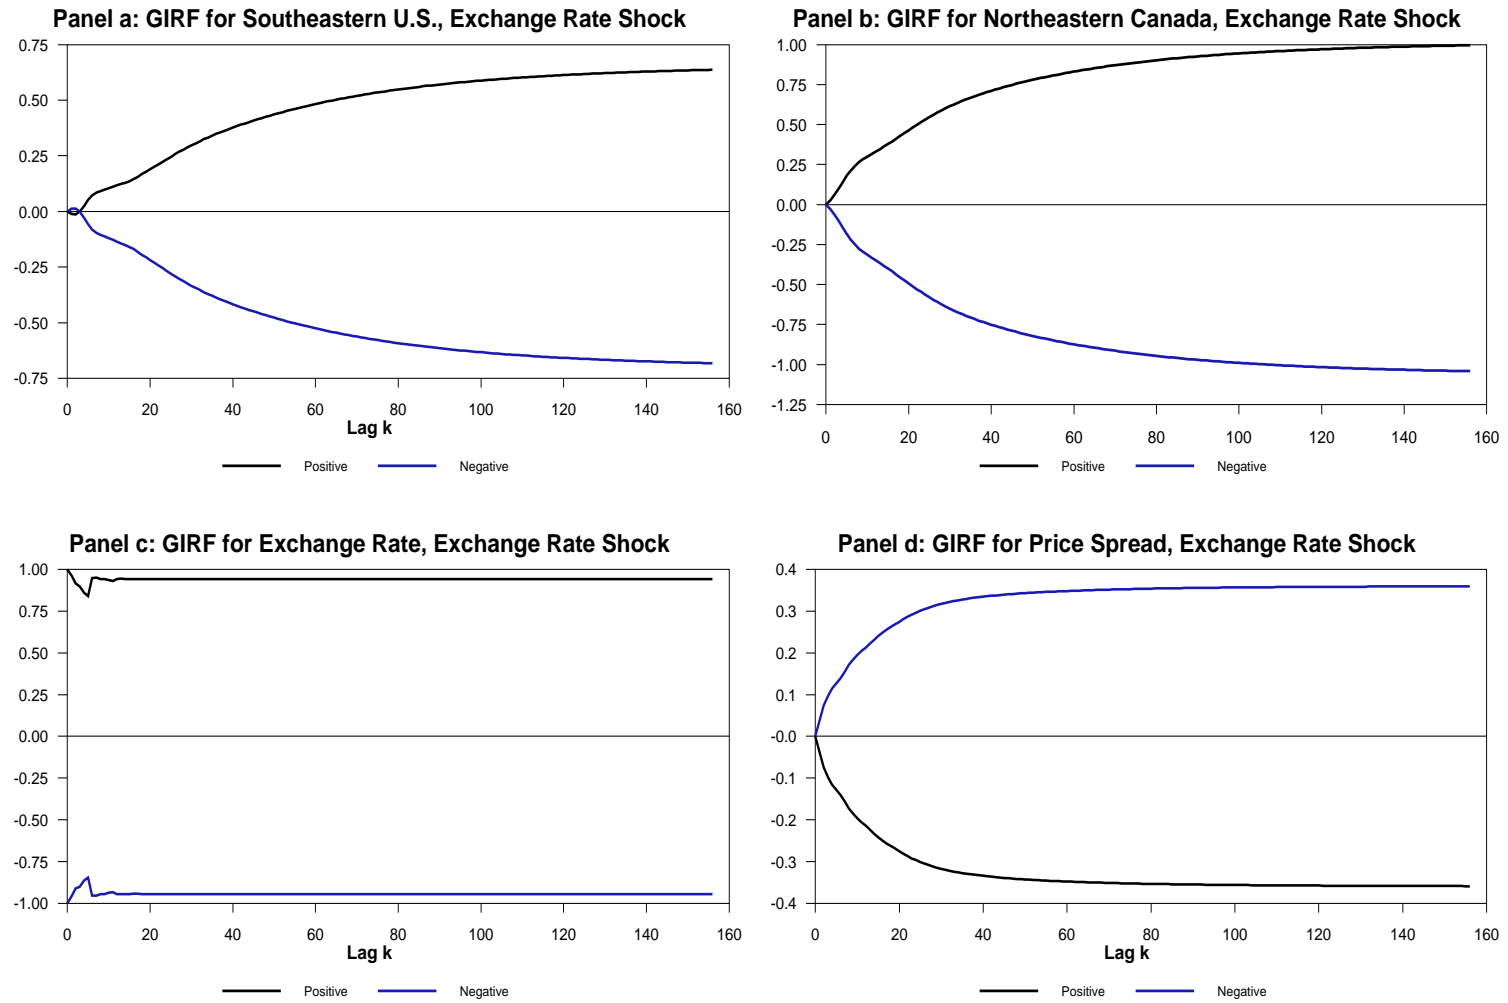 Panel a: GIRF for Southeastern U.S., Exchange Rate Shock
0.75
0.50
0.25
0.00
-0.25
-0.50
-0.75
0 20 40 60 80 100 120 140 160
Lag k
Positive Negative
Panel b: GIRF for Northeastern Canada, Exchange Rate Shock
1.00
0.75
0.50
0.25
0.00
-0.25
-0.50
-0.75
-1.00
-1.25
0 20 40 60 80 100 120 140 160
Positive Negative
Panel c: GIRF for Exchange Rate, Exchange Rate Shock
1.00
0.75
0.50
0.25
0.00
-0.25
-0.50
-0.75
-1.00
0 20 40 60 80 100 120 140 160
Lag k
Positive Negative
Panel d: GIRF for Price Spread, Exchange Rate Shock
0.4
0.3
0.2
0.1
-0.0
-0.1
-0.2
-0.3
-0.4
0 20 40 60 80 100 120 140 160
Lag k
Positive Negative